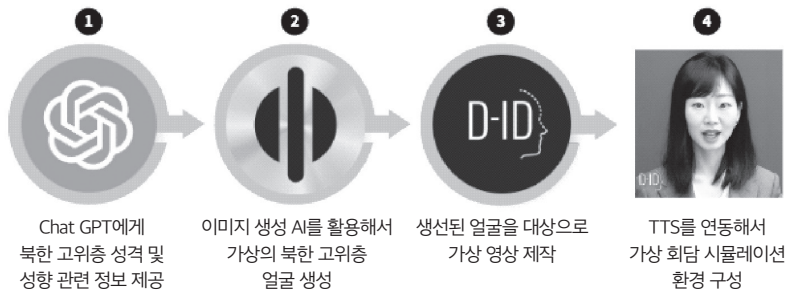 1
2
3
4
D-ID
D-ID
Chat GPT에게
북한 고위층 성격 및
성향 관련 정보 제공
이미지 생성 AI를 활용해서
가상의 북한 고위층
얼굴 생성
생선된 얼굴을 대상으로
가상 영상 제작
TTS를 연동해서
가상 회담 시뮬레이션
환경 구성